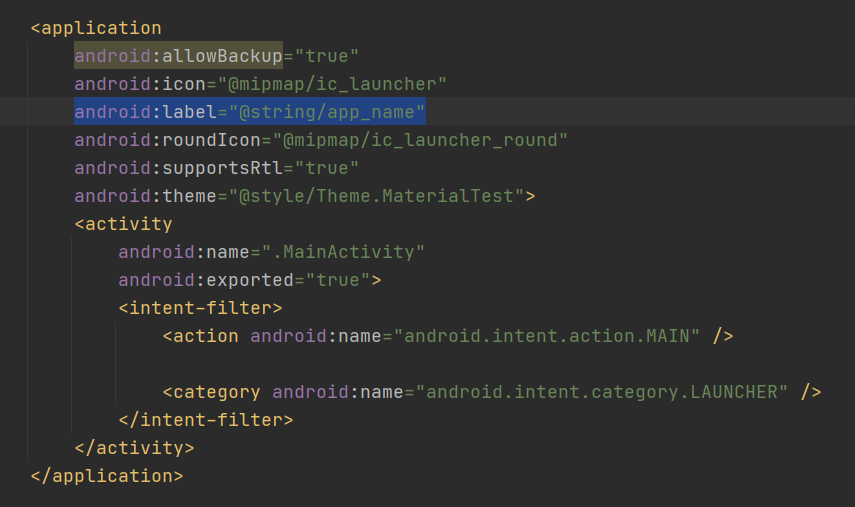 <application
android:allowBackup="true"
android:icon="@mipmap/ic_launcher"
android:label="@string/app_name"
android:roundIcon="@mipmap/ic_launcher_round"
android:supportsRtl="true"
android:theme="@style/Theme.MaterialTest">
<activity
android:name=".MainActivity"
android:exported="true">
<intent-filter>
<action android:name="android.intent.action.MAIN" />
<category android:name="android.intent.category.LAUNCHER" />
</intent-filter>
</activity>
</application>